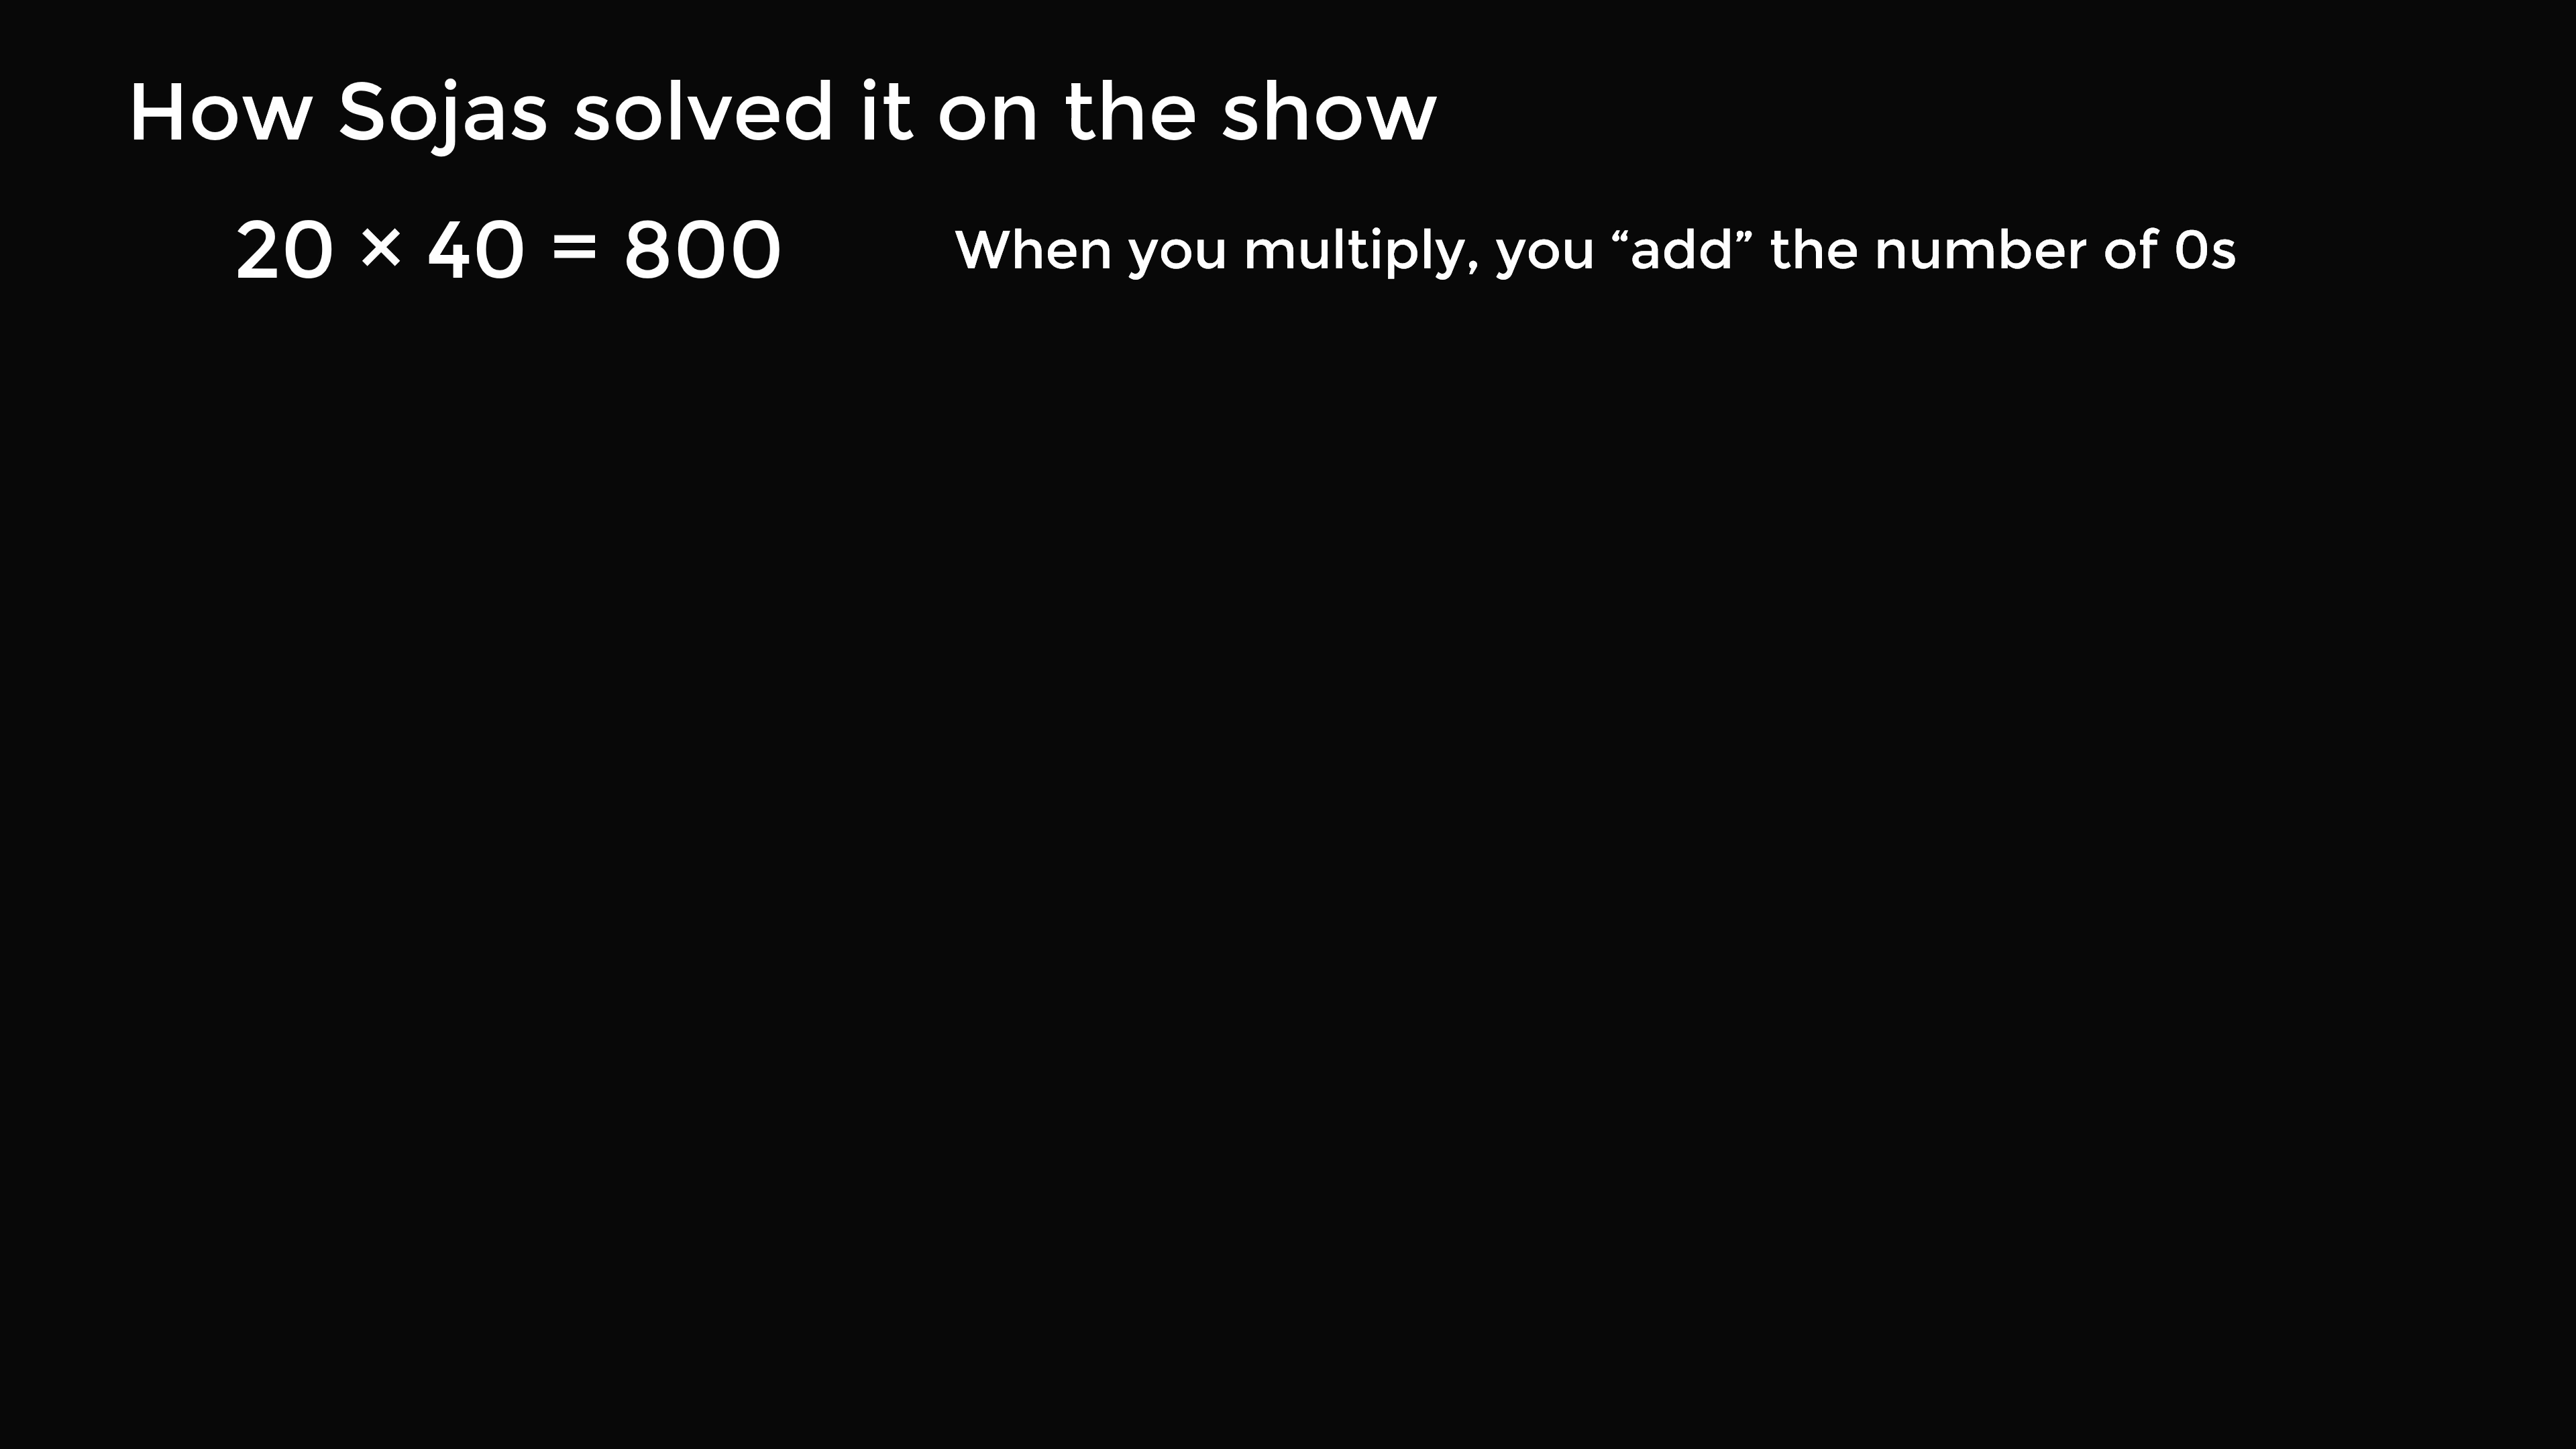 How Sojas solved it on the show
20 × 40 = 800 When you multiply, you “add” the number of 0s